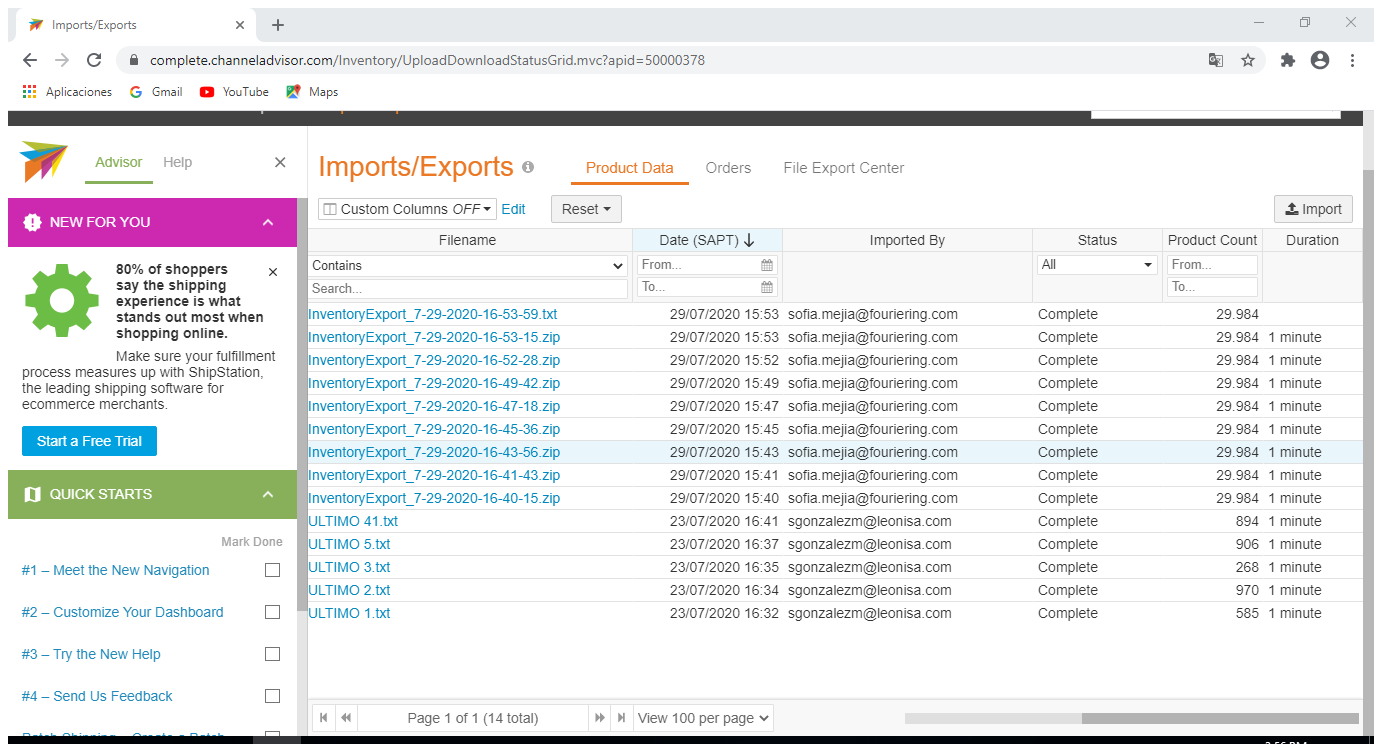 Imports/Exports
complete.channeladvisor.com/Inventory/UploadDownloadStatusGrid.mvc?apid=50000378
Aplicaciones Gmail YouTube Maps
Advisor Help
NEW FOR YOU
80% of shoppers
say the shipping
experience is what
stands out most when
shopping online.
Make sure your fulfillment
process measures up with ShipStation,
the leading shipping software for
ecommerce merchants.
Start a Free Trial
QUICK STARTS
Mark Done
#1 – Meet the New Navigation
#2 – Customize Your Dashboard
#3 – Try the New Help
#4 – Send Us Feedback
Imports/Exports Product Data Orders File Export Center
Custom Columns OFF Edit Reset Import
Filename Date (SAPT) Imported By Status Product Count Duration
Contains From... All From...
Search... To... To...
InventoryExport_7-29-2020-16-53-59.txt 29/07/2020 15:53 sofia.mejia@fouriering.com Complete 29.984
InventoryExport_7-29-2020-16-53-15.zip 29/07/2020 15:53 sofia.mejia@fouriering.com Complete 29.984 1 minute
InventoryExport_7-29-2020-16-52-28.zip 29/07/2020 15:52 sofia.mejia@fouriering.com Complete 29.984 1 minute
InventoryExport_7-29-2020-16-49-42.zip 29/07/2020 15:49 sofia.mejia@fouriering.com Complete 29.984 1 minute
InventoryExport_7-29-2020-16-47-18.zip 29/07/2020 15:47 sofia.mejia@fouriering.com Complete 29.984 1 minute
InventoryExport_7-29-2020-16-45-36.zip 29/07/2020 15:45 sofia.mejia@fouriering.com Complete 29.984 1 minute
InventoryExport_7-29-2020-16-43-56.zip 29/07/2020 15:43 sofia.mejia@fouriering.com Complete 29.984 1 minute
InventoryExport_7-29-2020-16-41-43.zip 29/07/2020 15:41 sofia.mejia@fouriering.com Complete 29.984 1 minute
InventoryExport_7-29-2020-16-40-15.zip 29/07/2020 15:40 sofia.mejia@fouriering.com Complete 29.984 1 minute
ULTIMO 41.txt 23/07/2020 16:41 sgonzalezm@leonisa.com Complete 894 1 minute
ULTIMO 5.txt 23/07/2020 16:37 sgonzalezm@leonisa.com Complete 906 1 minute
ULTIMO 3.txt 23/07/2020 16:35 sgonzalezm@leonisa.com Complete 268 1 minute
ULTIMO 2.txt 23/07/2020 16:34 sgonzalezm@leonisa.com Complete 970 1 minute
ULTIMO 1.txt 23/07/2020 16:32 sgonzalezm@leonisa.com Complete 585 1 minute
Page 1 of 1 (14 total) View 100 per page